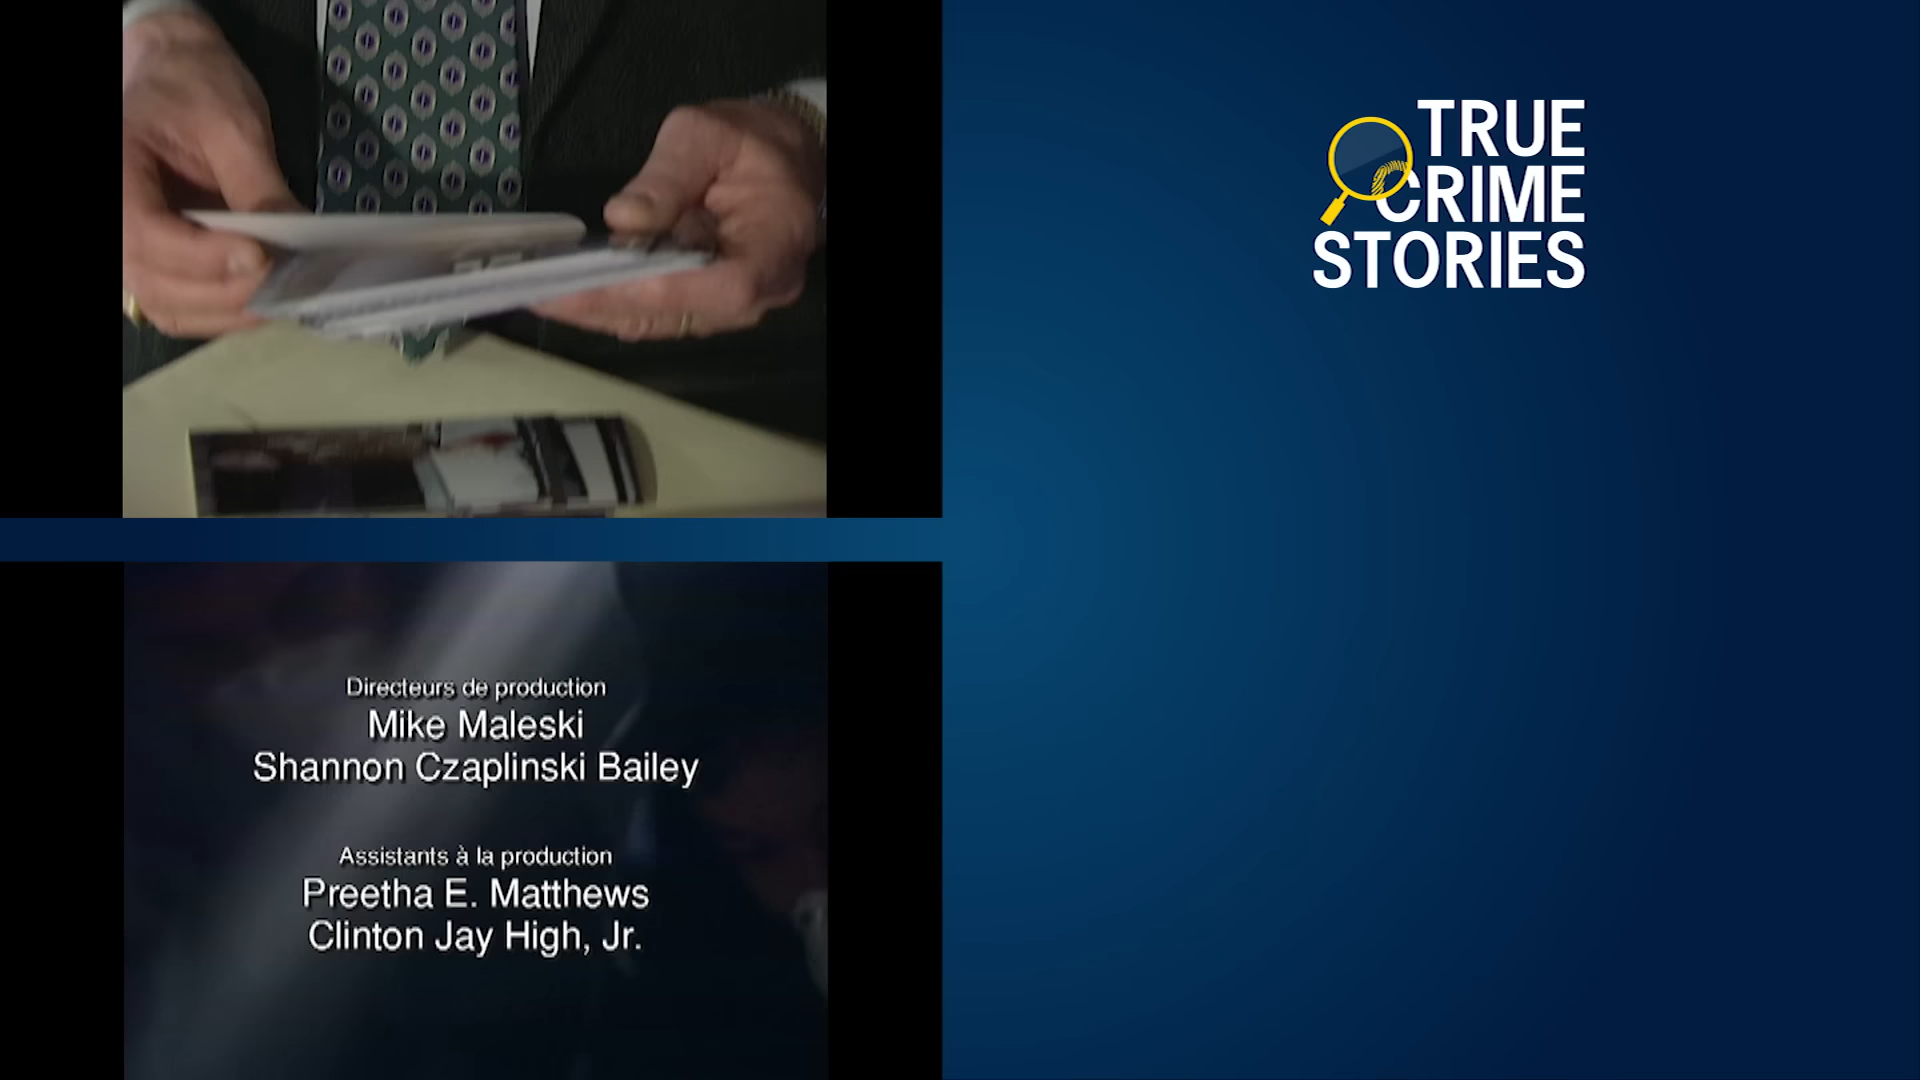 TRUE
CRIME
STORIES
Directeurs de production
Mike Maleski
Shannon Czaplinski Bailey
Assistants à la production
Preetha E. Matthews
Clinton Jay High, Jr.